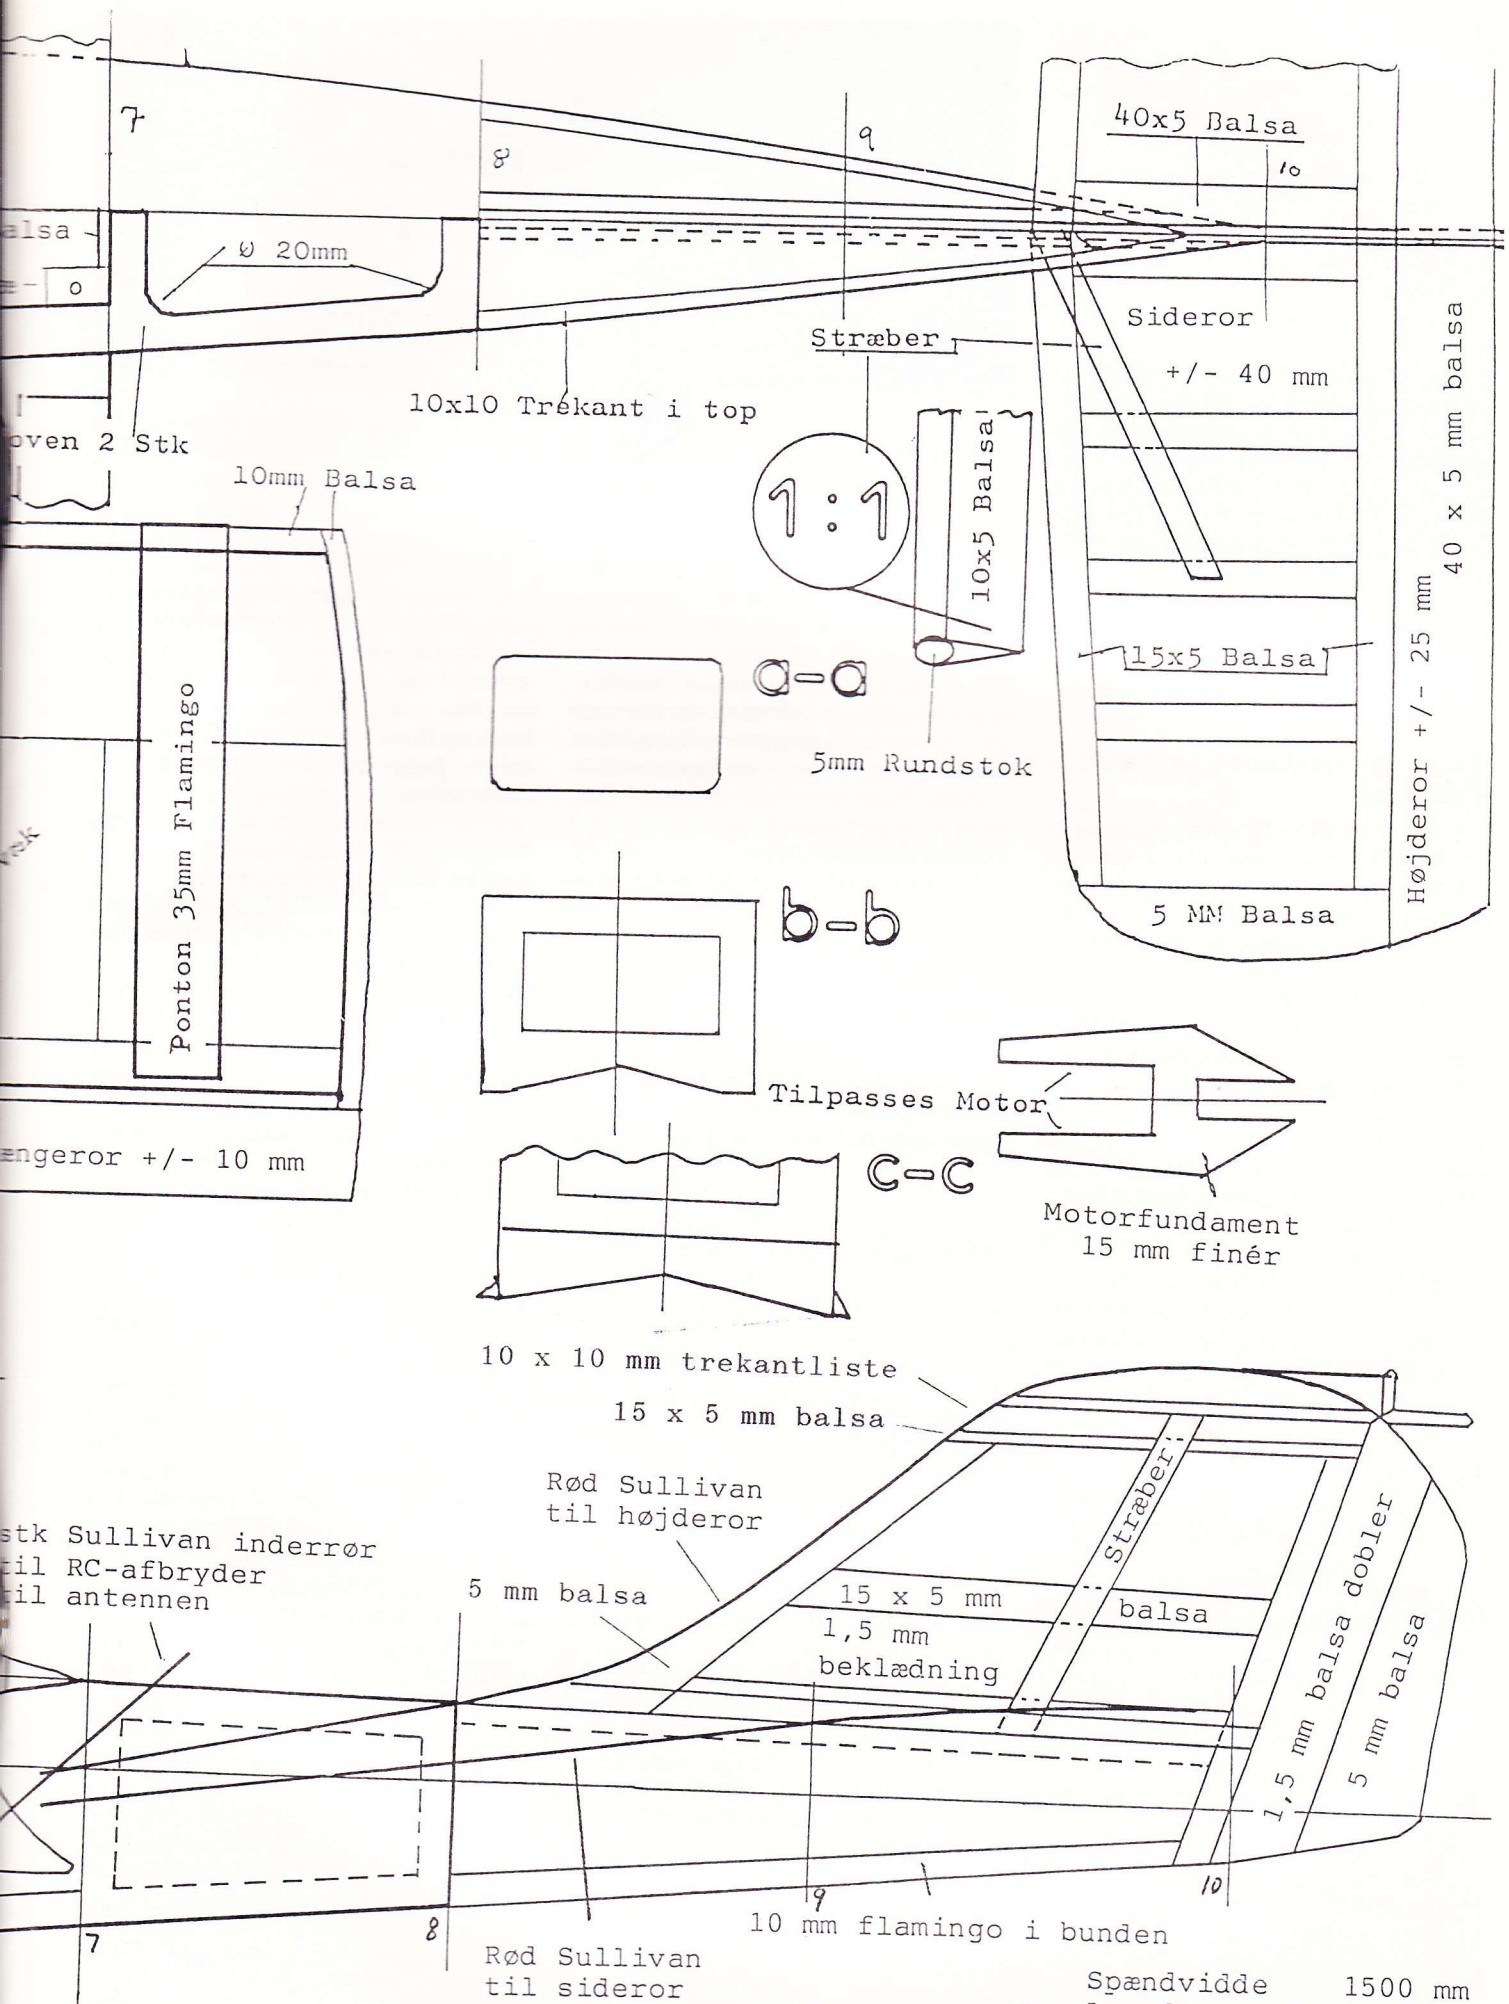 7
8
9
40x5 Balsa
10
alsa
ø 20mm
Sideror
+/- 40 mm
Stræber
10x10 Trekant i top
oven 2 Stk
10mm Balsa
1:1
10x5 Balsa
40 x 5 mm balsa
Højderor +/- 25 mm
15x5 Balsa
a-a
5mm Rundstok
Ponton 35mm Flamingo
b-b
5 MM Balsa
Tilpasses Motor
ængeror +/- 10 mm
c-c
Motorfundament
15 mm finér
10 x 10 mm trekantliste
15 x 5 mm balsa
Rød Sullivan
til højderor
stk Sullivan inderrør
til RC-afbryder
til antennen
5 mm balsa
Stræber
15 x 5 mm balsa
1,5 mm
beklædning
1,5 mm balsa dobler
5 mm balsa
7
8
9
10
10 mm flamingo i bunden
Rød Sullivan
til sideror
Spændvidde 1500 mm